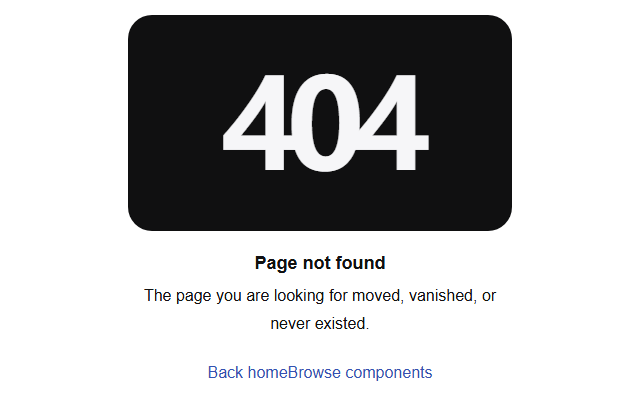 404
Page not found
The page you are looking for moved, vanished, or
never existed.
Back homeBrowse components